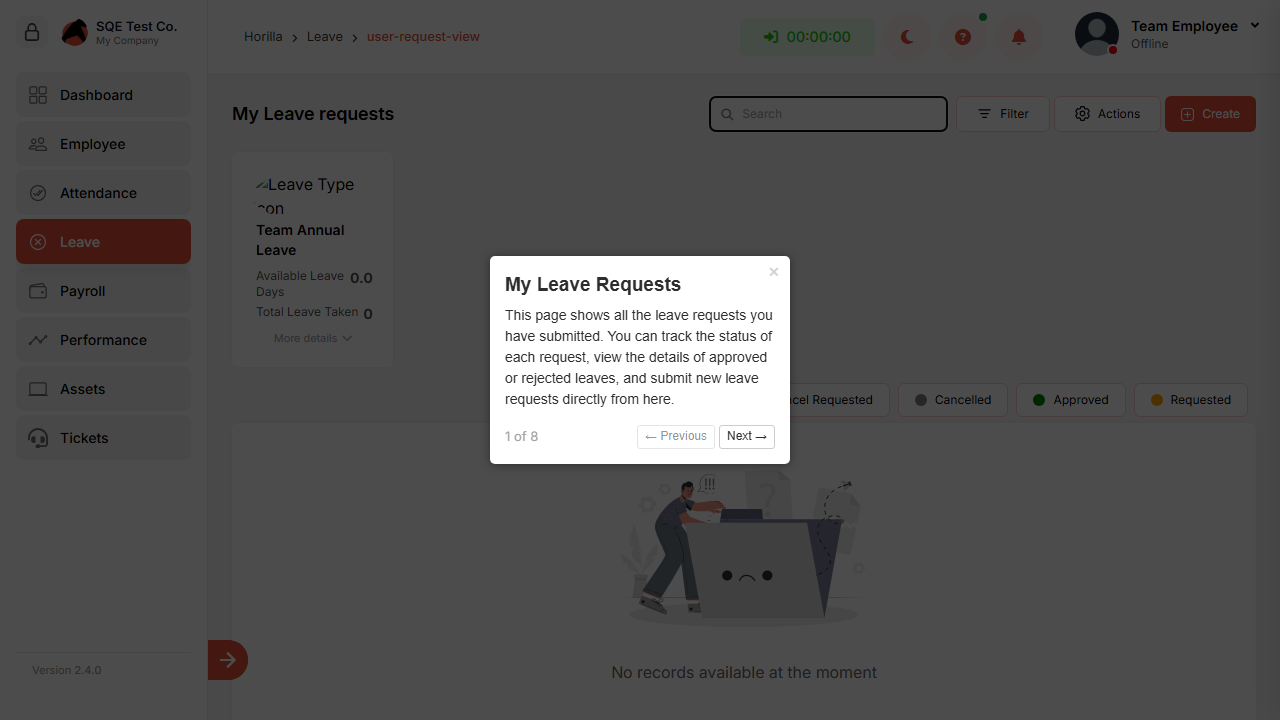 SQE Test Co.
My Company
Horilla
Leave
user-request-view
00:00:00
Team Employee
Offline
Dashboard
Employee
Attendance
Leave
Payroll
Performance
Assets
Tickets
Version 2.4.0
My Leave requests
Search
Filter
Actions
Create
Leave Type
Icon
Team Annual
Leave
Available Leave
Days
0.0
Total Leave Taken
0
More details
×
My Leave Requests
This page shows all the leave requests you
have submitted. You can track the status of
each request, view the details of approved
or rejected leaves, and submit new leave
requests directly from here.
1 of 8
← Previous
Next →
Requested
Cancelled
Approved
Requested
!!!
?
No records available at the moment